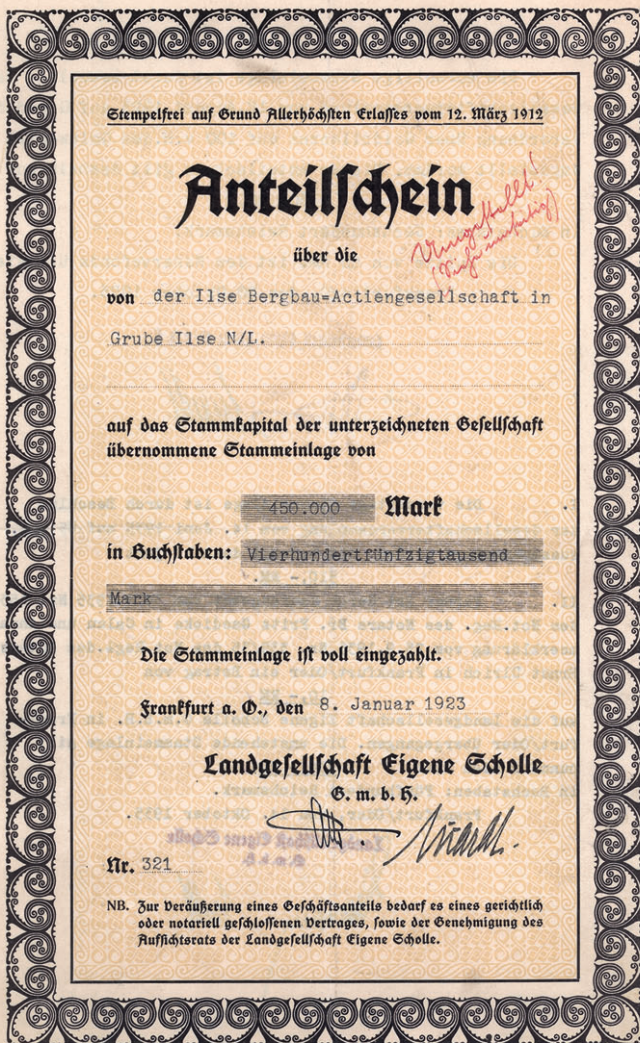 Stempelfrei auf Grund Allerhöchsten Erlasses vom 12. März 1912
Anteilschein
Umgestellt!
(Siehe umseitig)
über die
von der Ilse Bergbau=Actiengesellschaft in
Grube Ilse N/L.
auf das Stammkapital der unterzeichneten Gesellschaft
übernommene Stammeinlage von
450.000 Mark
in Buchstaben: Vierhundertfünfzigtausend
Mark
Die Stammeinlage ist voll eingezahlt.
Frankfurt a. O., den 8. Januar 1923
Landgesellschaft Eigene Scholle
G. m. b. H.
Nr. 321
NB. Zur Veräußerung eines Geschäftsanteils bedarf es eines gerichtlich
oder notariell geschlossenen Vertrages, sowie der Genehmigung des
Aufsichtsrats der Landgesellschaft Eigene Scholle.